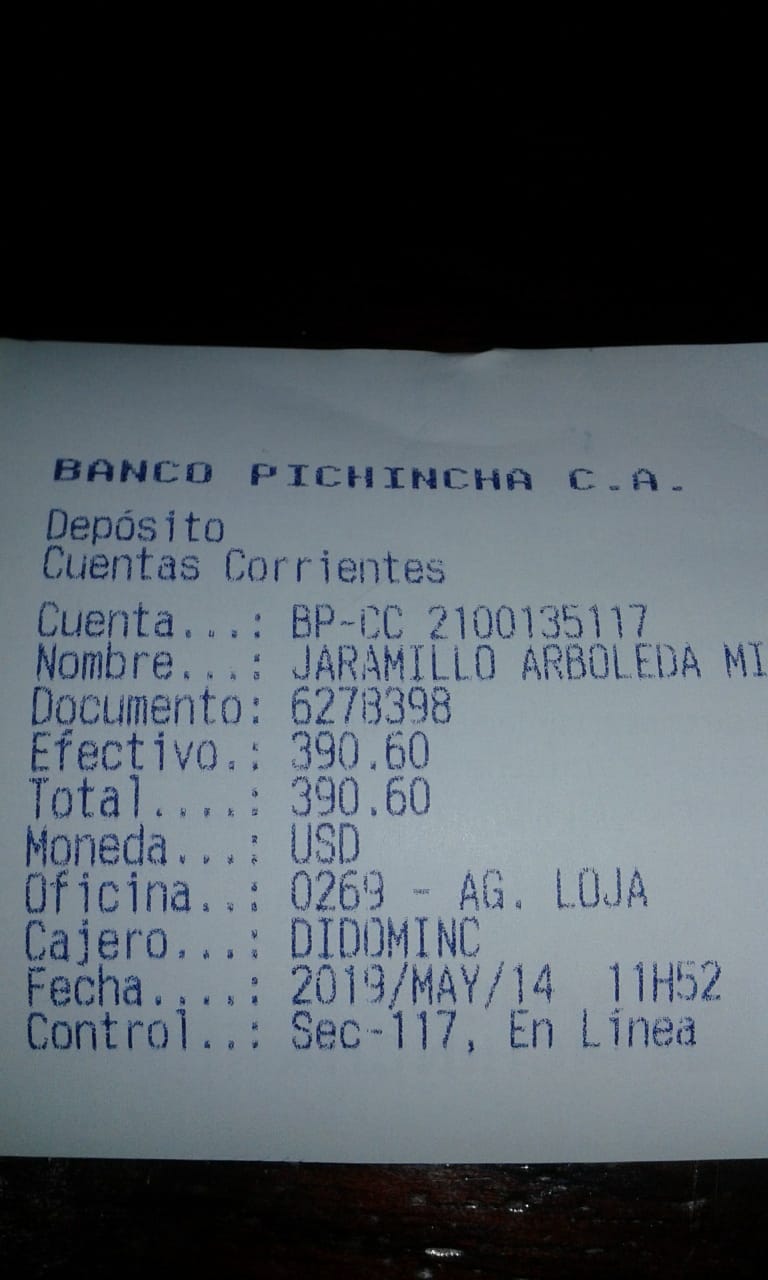 BANCO PICHINCHA C.A.
Depósito
Cuentas Corrientes
Cuenta...: BP-CC 2100135117
Nombre...: JARAMILLO ARBOLEDA MI
Documento: 6278398
Efectivo.: 390.60
Total....: 390.60
Moneda...: USD
Oficina..: 0269 - AG. LOJA
Cajero...: DIDOMINC
Fecha....: 2019/MAY/14 11H52
Control..: Sec-117, En Línea